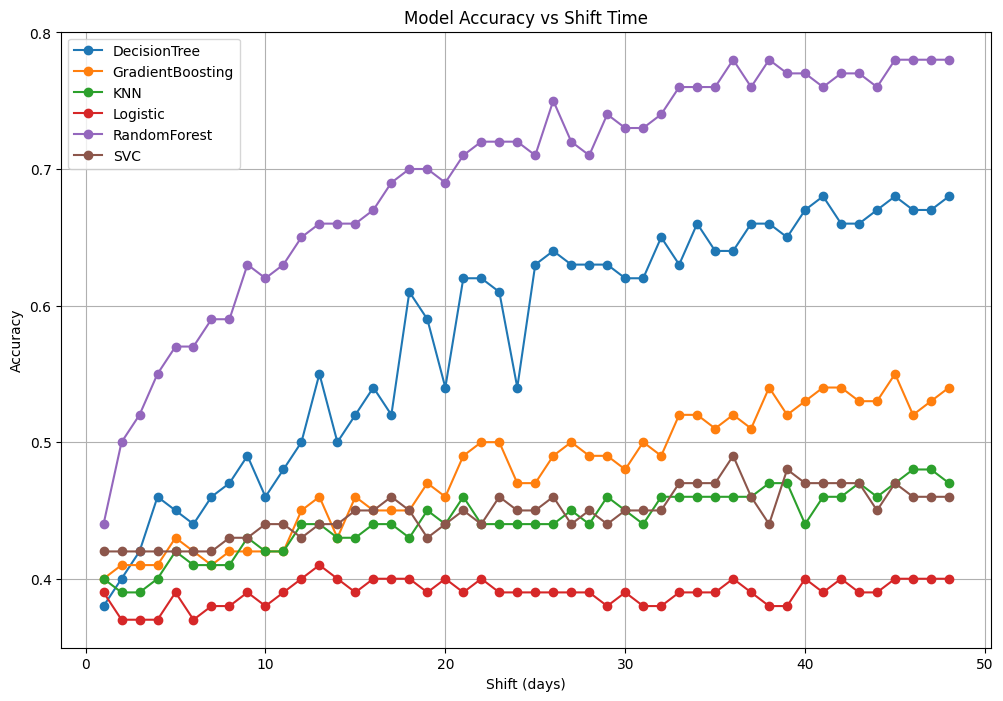 Model Accuracy vs Shift Time
DecisionTree
GradientBoosting
KNN
Logistic
RandomForest
SVC
Accuracy
0.8
0.7
0.6
0.5
0.4
0
10
20
30
40
50
Shift (days)